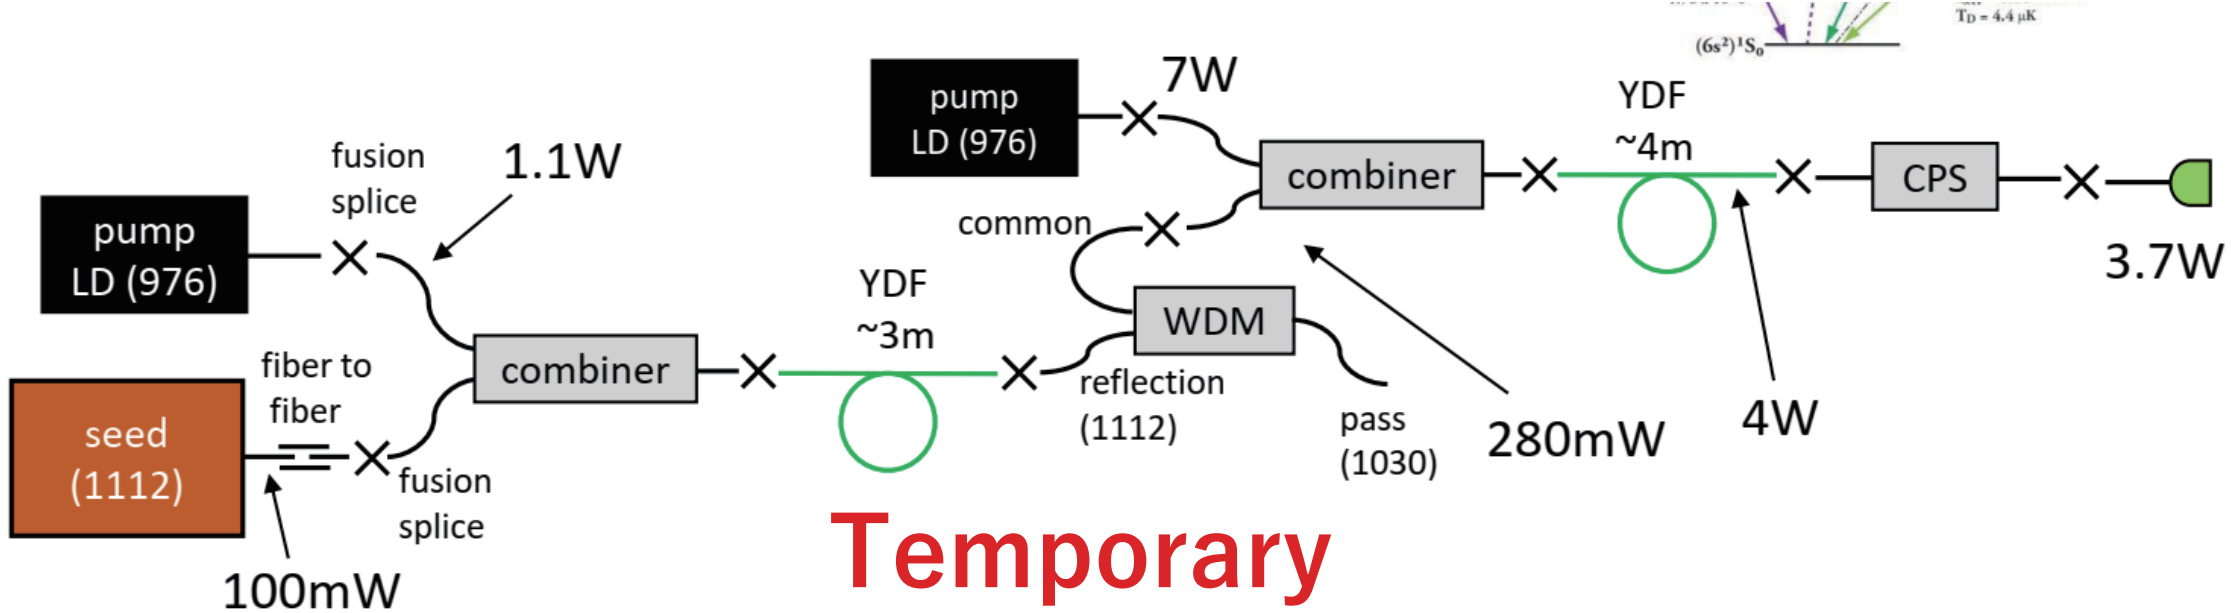 T_D = 4.4 μK
(6s²)¹S₀
pump
LD (976)
7W
YDF
~4m
fusion
splice
1.1W
combiner
CPS
pump
LD (976)
common
3.7W
YDF
~3m
WDM
fiber to
fiber
combiner
reflection
(1112)
seed
(1112)
pass
(1030)
280mW
4W
fusion
splice
100mW
Temporary